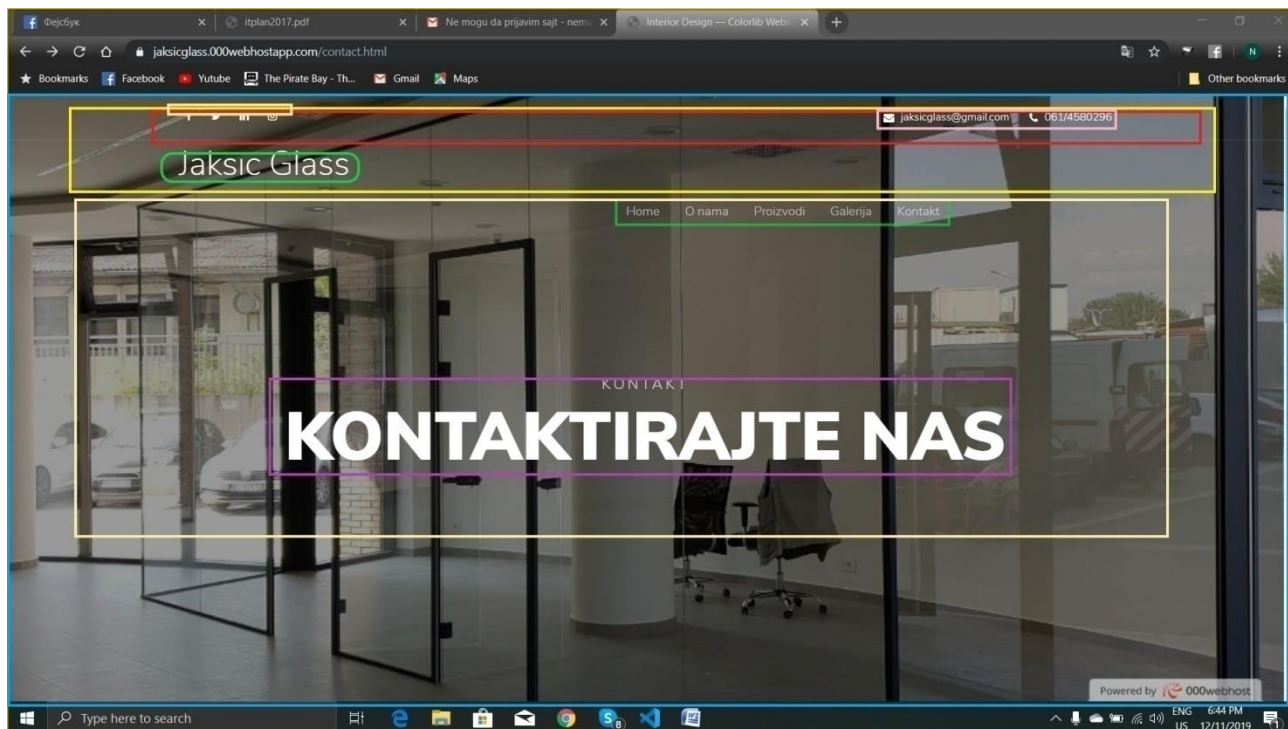 Фејсбук
itplan2017.pdf
Ne mogu da prijavim sajt - nema
Interior Design — Colorlib Webs
jaksicglass.000webhostapp.com/contact.html
Bookmarks Facebook Yutube The Pirate Bay - Th... Gmail Maps Other bookmarks
jaksicglass@gmail.com 061/4580296
Jaksic Glass
Home O nama Proizvodi Galerija Kontakt
KONTAKT
KONTAKTIRAJTE NAS
Powered by 000webhost
Type here to search
ENG 6:44 PM
US 12/11/2019